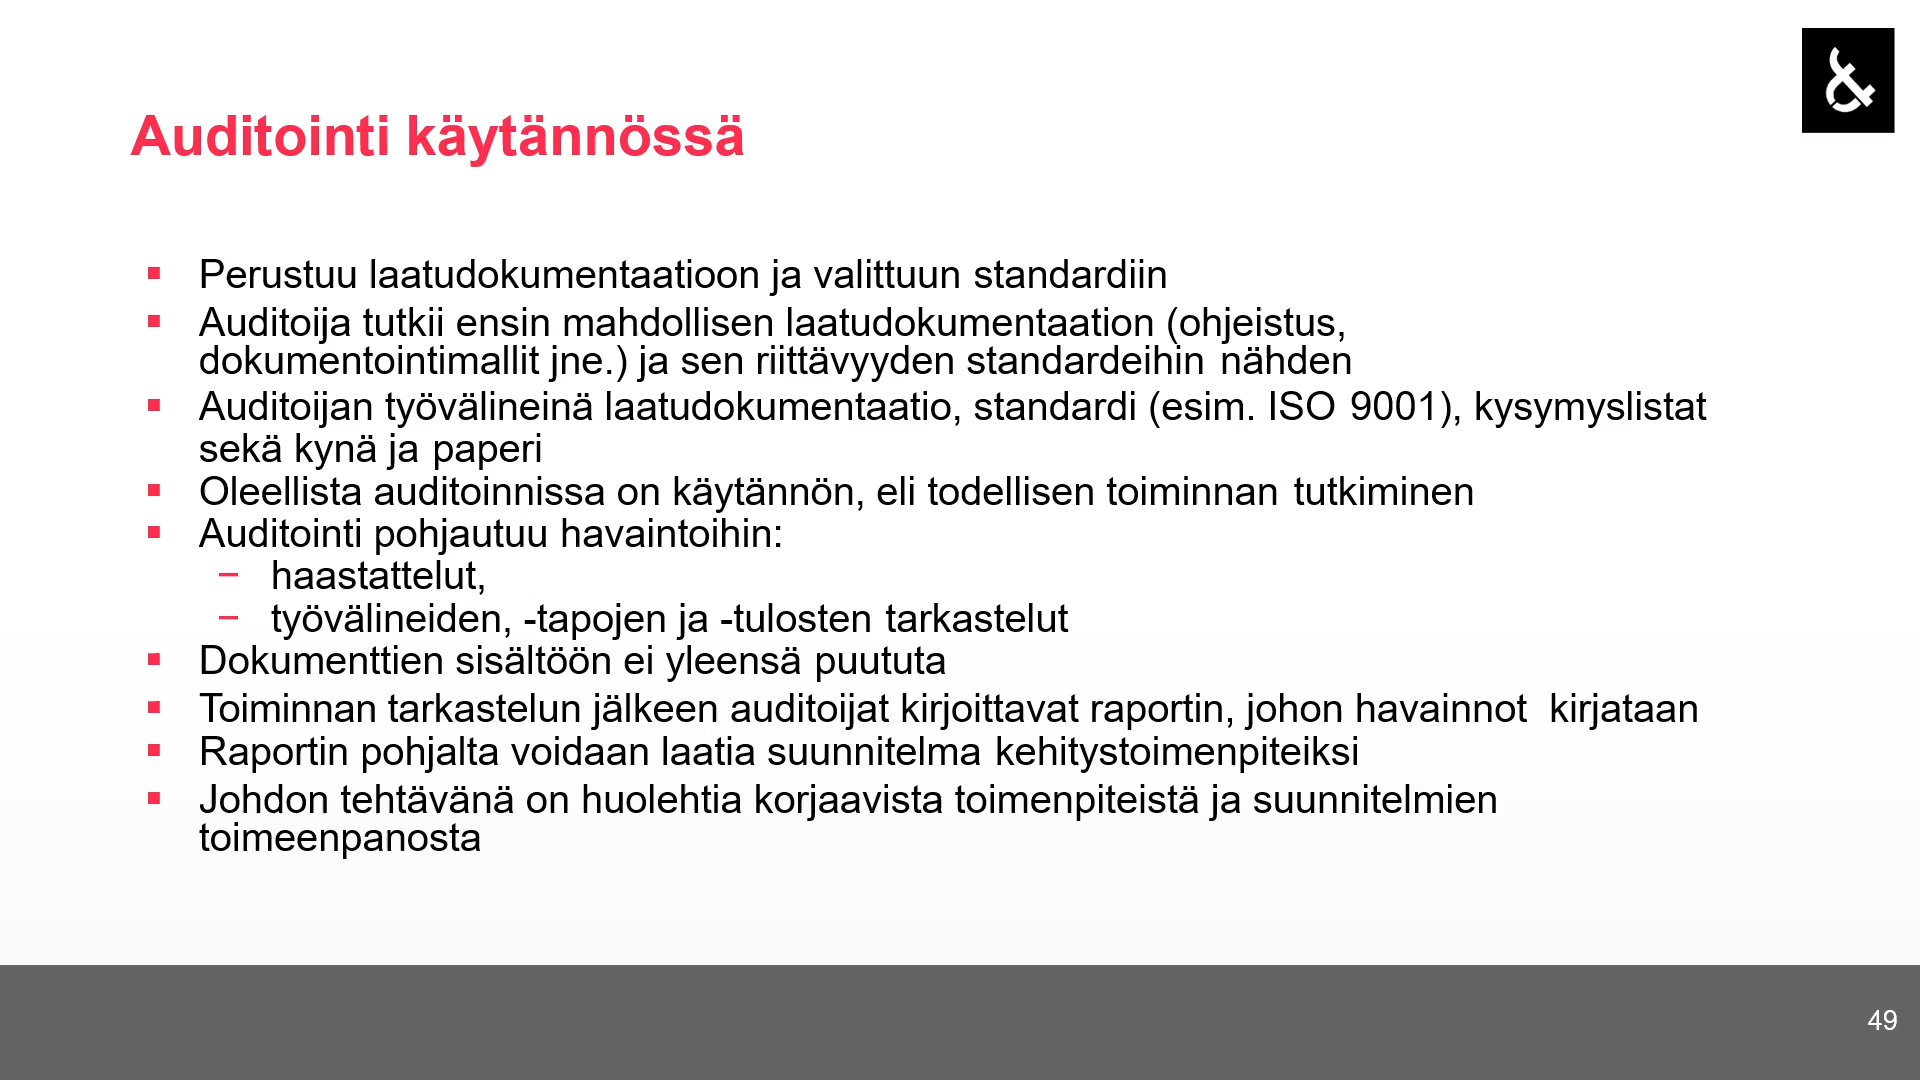 &
Auditointi käytännössä
▪ Perustuu laatudokumentaatioon ja valittuun standardiin
▪ Auditoija tutkii ensin mahdollisen laatudokumentaation (ohjeistus,
dokumentointimallit jne.) ja sen riittävyyden standardeihin nähden
▪ Auditoijan työvälineinä laatudokumentaatio, standardi (esim. ISO 9001), kysymyslistat
sekä kynä ja paperi
▪ Oleellista auditoinnissa on käytännön, eli todellisen toiminnan tutkiminen
▪ Auditointi pohjautuu havaintoihin:
− haastattelut,
− työvälineiden, -tapojen ja -tulosten tarkastelut
▪ Dokumenttien sisältöön ei yleensä puututa
▪ Toiminnan tarkastelun jälkeen auditoijat kirjoittavat raportin, johon havainnot kirjataan
▪ Raportin pohjalta voidaan laatia suunnitelma kehitystoimenpiteiksi
▪ Johdon tehtävänä on huolehtia korjaavista toimenpiteistä ja suunnitelmien
toimeenpanosta
49